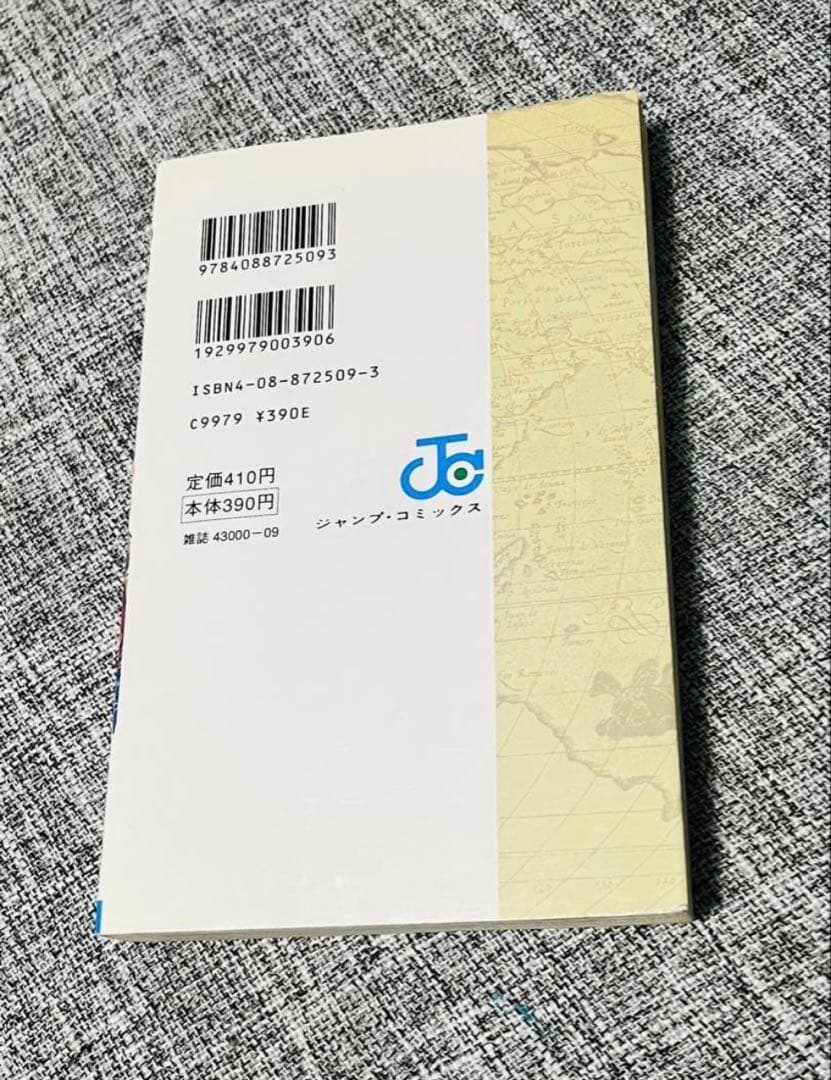 9784088725093
1929979003906
ISBN4-08-872509-3
C9979 ¥390E
定価410円
本体390円
雑誌 43000-09
JC
ジャンプ・コミックス